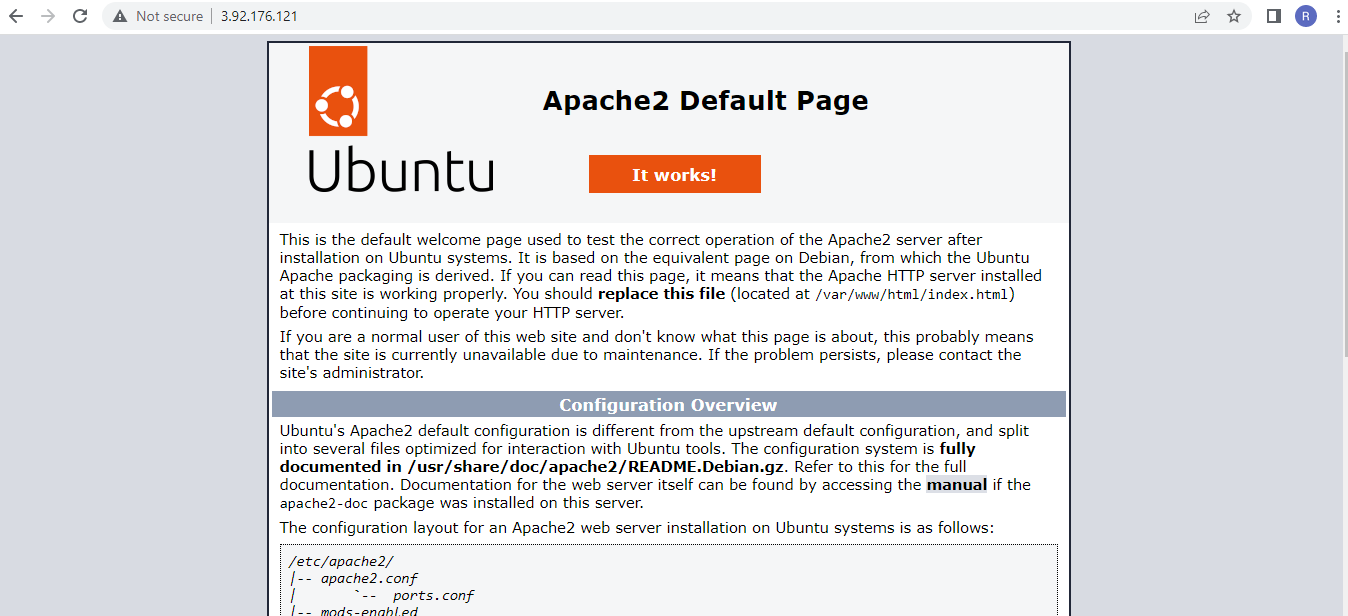 Not secure | 3.92.176.121
R
Apache2 Default Page
Ubuntu
It works!
This is the default welcome page used to test the correct operation of the Apache2 server after
installation on Ubuntu systems. It is based on the equivalent page on Debian, from which the Ubuntu
Apache packaging is derived. If you can read this page, it means that the Apache HTTP server installed
at this site is working properly. You should replace this file (located at /var/www/html/index.html)
before continuing to operate your HTTP server.
If you are a normal user of this web site and don't know what this page is about, this probably means
that the site is currently unavailable due to maintenance. If the problem persists, please contact the
site's administrator.
Configuration Overview
Ubuntu's Apache2 default configuration is different from the upstream default configuration, and split
into several files optimized for interaction with Ubuntu tools. The configuration system is fully
documented in /usr/share/doc/apache2/README.Debian.gz. Refer to this for the full
documentation. Documentation for the web server itself can be found by accessing the manual if the
apache2-doc package was installed on this server.
The configuration layout for an Apache2 web server installation on Ubuntu systems is as follows:
/etc/apache2/
|-- apache2.conf
|       `--  ports.conf
|-- mods-enabled